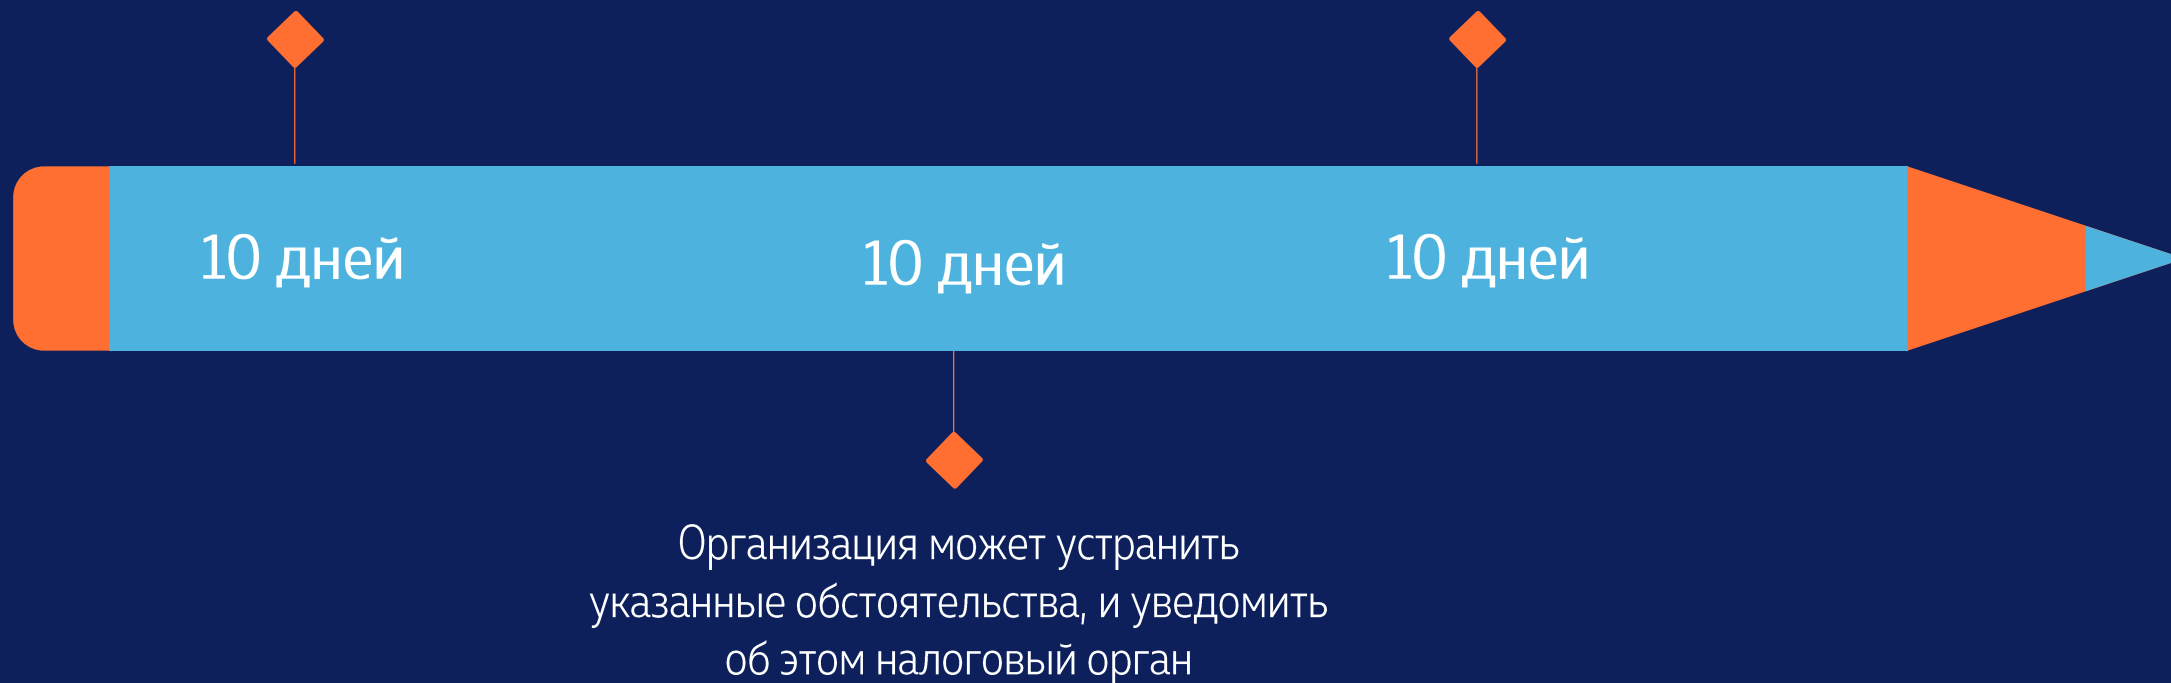 10 дней
10 дней
10 дней
Организация может устранить
указанные обстоятельства, и уведомить
об этом налоговый орган